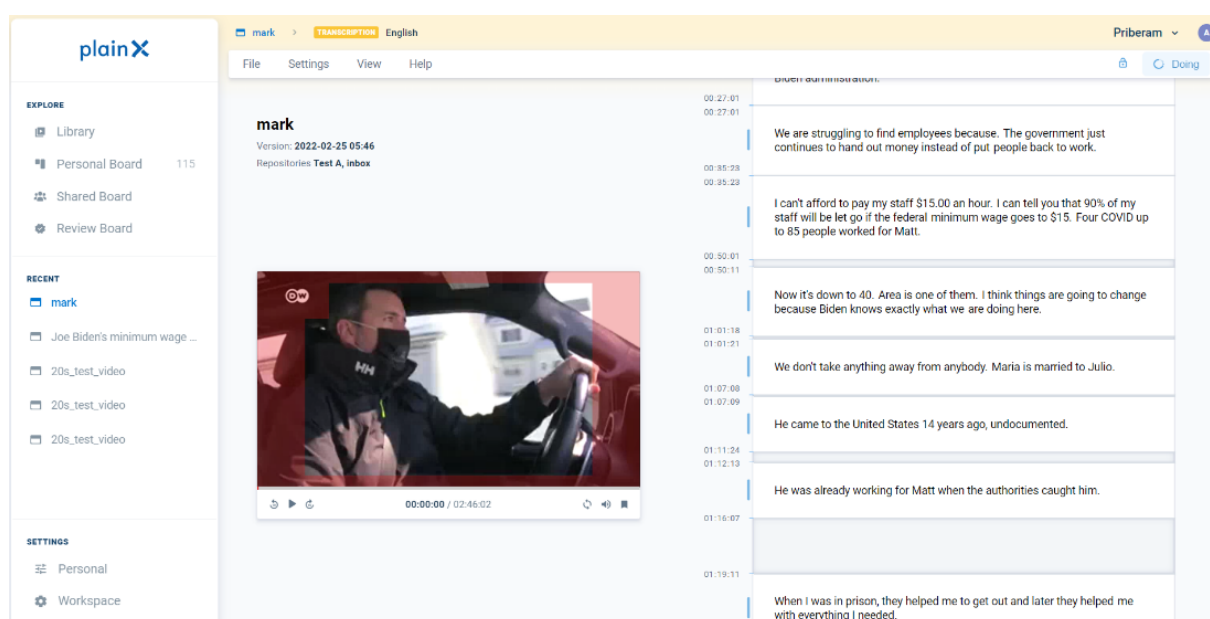 plainX
EXPLORE
Library
Personal Board 115
Shared Board
Review Board
RECENT
mark
Joe Biden's minimum wage ...
20s_test_video
20s_test_video
20s_test_video
SETTINGS
Personal
Workspace
mark > TRANSCRIPTION English
Priberam
A
File Settings View Help
Doing
mark
Version: 2022-02-25 05:46
Repositories Test A, inbox
DW
HH
00:00:00 / 02:46:02
Biden administration.
00:27:01
00:27:01
We are struggling to find employees because. The government just
continues to hand out money instead of put people back to work.
00:35:23
00:35:23
I can't afford to pay my staff $15.00 an hour. I can tell you that 90% of my
staff will be let go if the federal minimum wage goes to $15. Four COVID up
to 85 people worked for Matt.
00:50:01
00:50:11
Now it's down to 40. Area is one of them. I think things are going to change
because Biden knows exactly what we are doing here.
01:01:18
01:01:21
We don't take anything away from anybody. Maria is married to Julio.
01:07:08
01:07:09
He came to the United States 14 years ago, undocumented.
01:11:24
01:12:13
He was already working for Matt when the authorities caught him.
01:16:07
01:19:11
When I was in prison, they helped me to get out and later they helped me
with everything I needed.